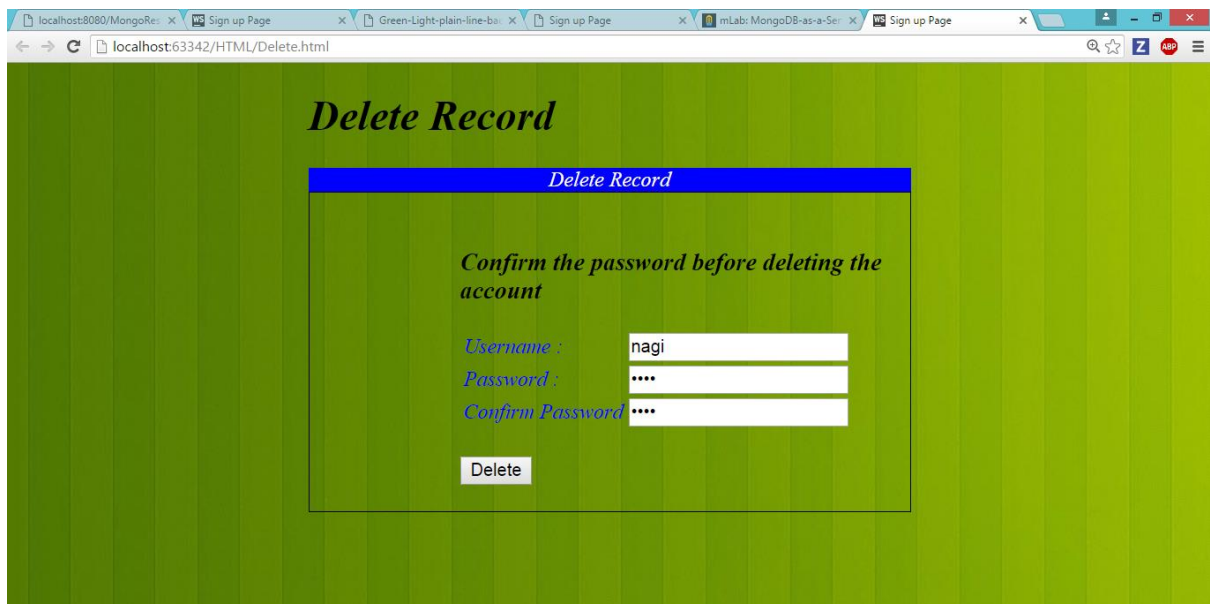 localhost:8080/MongoRes
Sign up Page
Green-Light-plain-line-bac
Sign up Page
mLab: MongoDB-as-a-Ser
Sign up Page
localhost:63342/HTML/Delete.html
Delete Record
Delete Record
Confirm the password before deleting the
account
Username : nagi
Password : ••••
Confirm Password ••••
Delete